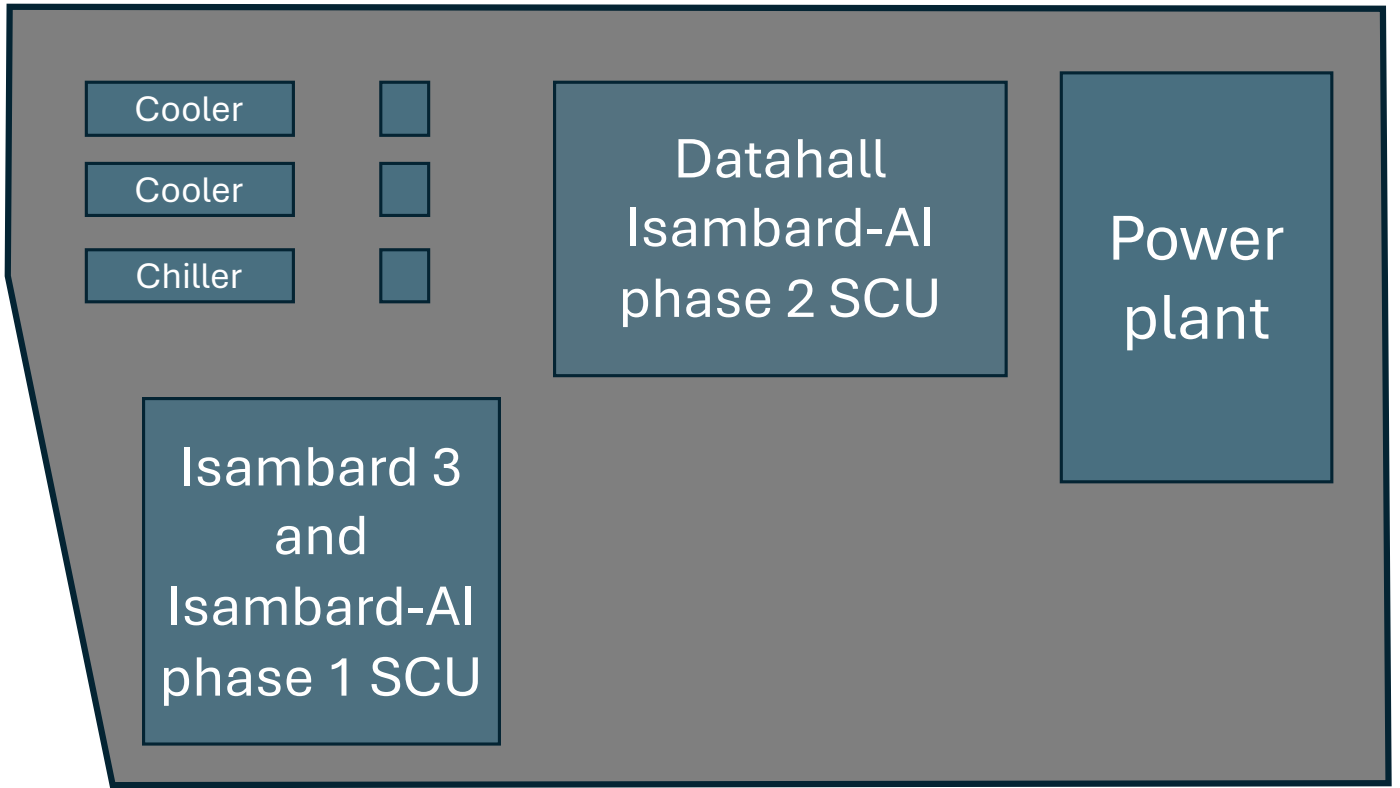 Cooler
Cooler
Chiller
Datahall
Isambard-AI
phase 2 SCU
Power
plant
Isambard 3
and
Isambard-AI
phase 1 SCU